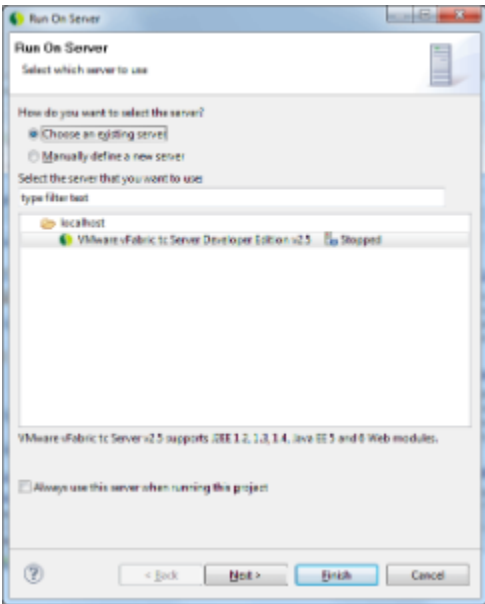 Run On Server
Run On Server
Select which server to use
How do you want to select the server?
Choose an existing server
Manually define a new server
Select the server that you want to use:
type filter text
localhost
VMware vFabric tc Server Developer Edition v2.5 Stopped
VMware vFabric tc Server v2.5 supports J2EE 1.2, 1.3, 1.4, Java EE 5 and 6 Web modules.
Always use this server when running this project
?
< Back Next > Finish Cancel